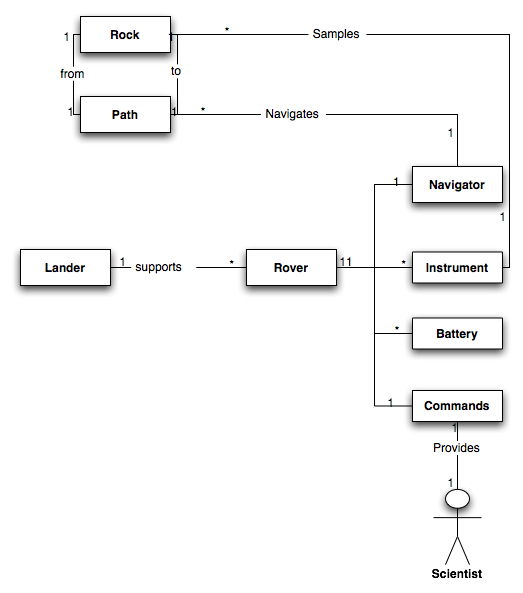 1 Rock 1 * Samples
from to
1 Path 1 * Navigates
1
1 Navigator
1
Lander 1 supports * Rover 11 * Instrument
* Battery
1 Commands
1
Provides
1
Scientist